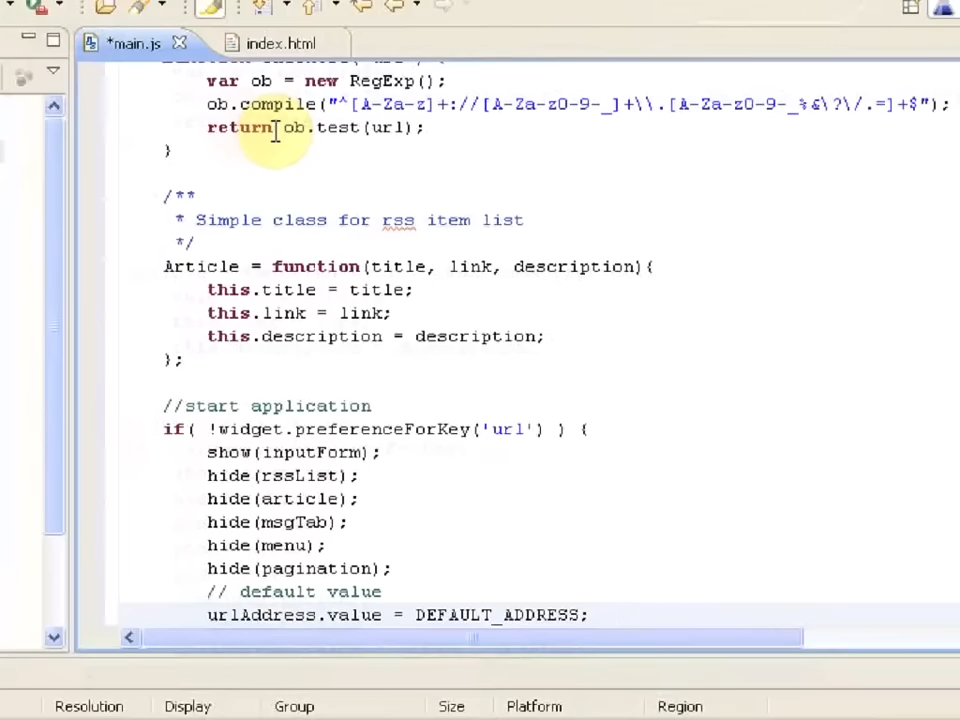 *main.js
index.html
var ob = new RegExp();
ob.compile("^[A-Za-z]+://[A-Za-z0-9-_]+\\.[A-Za-z0-9-_%&\?\/.=]+$");
return ob.test(url);
}
/**
* Simple class for rss item list
*/
Article = function(title, link, description){
this.title = title;
this.link = link;
this.description = description;
};
//start application
if( !widget.preferenceForKey('url') ) {
show(inputForm);
hide(rssList);
hide(article);
hide(msgTab);
hide(menu);
hide(pagination);
// default value
urlAddress.value = DEFAULT_ADDRESS;
Resolution Display Group Size Platform Region